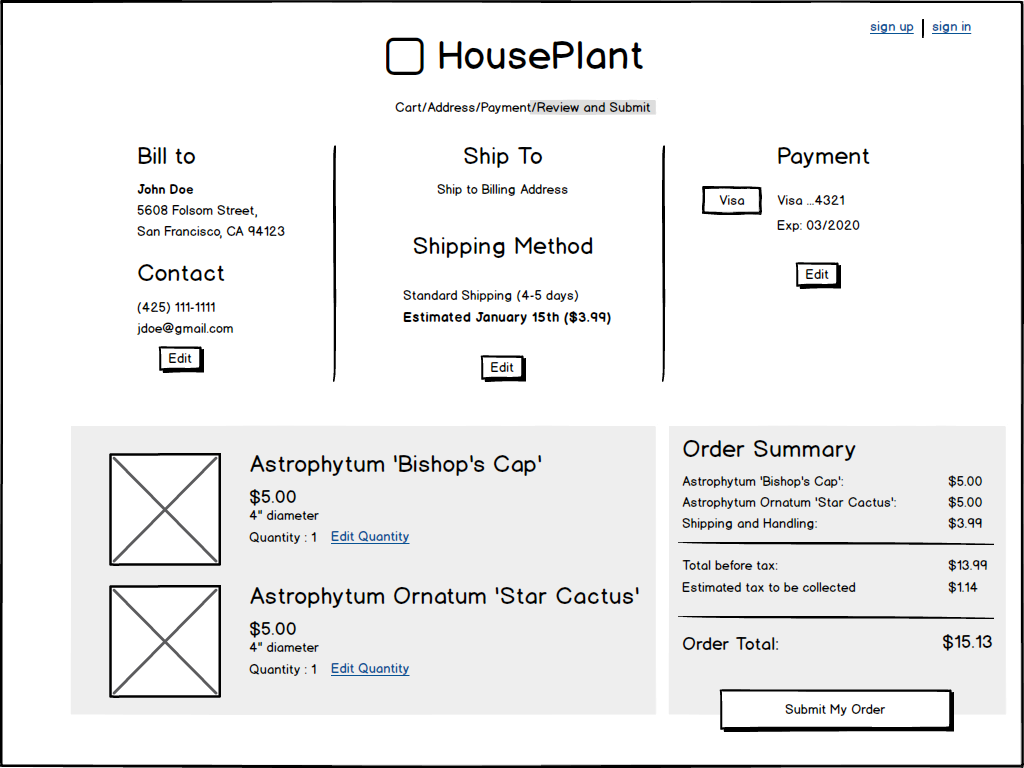 sign up | sign in
HousePlant
Cart/Address/Payment/Review and Submit
Bill to
John Doe
5608 Folsom Street,
San Francisco, CA 94123
Contact
(425) 111-1111
jdoe@gmail.com
Edit
Ship To
Ship to Billing Address
Shipping Method
Standard Shipping (4-5 days)
Estimated January 15th ($3.99)
Edit
Payment
Visa
Visa ...4321
Exp: 03/2020
Edit
Astrophytum 'Bishop's Cap'
$5.00
4" diameter
Quantity : 1 Edit Quantity
Astrophytum Ornatum 'Star Cactus'
$5.00
4" diameter
Quantity : 1 Edit Quantity
Order Summary
Astrophytum 'Bishop's Cap': $5.00
Astrophytum Ornatum 'Star Cactus': $5.00
Shipping and Handling: $3.99
Total before tax: $13.99
Estimated tax to be collected $1.14
Order Total: $15.13
Submit My Order